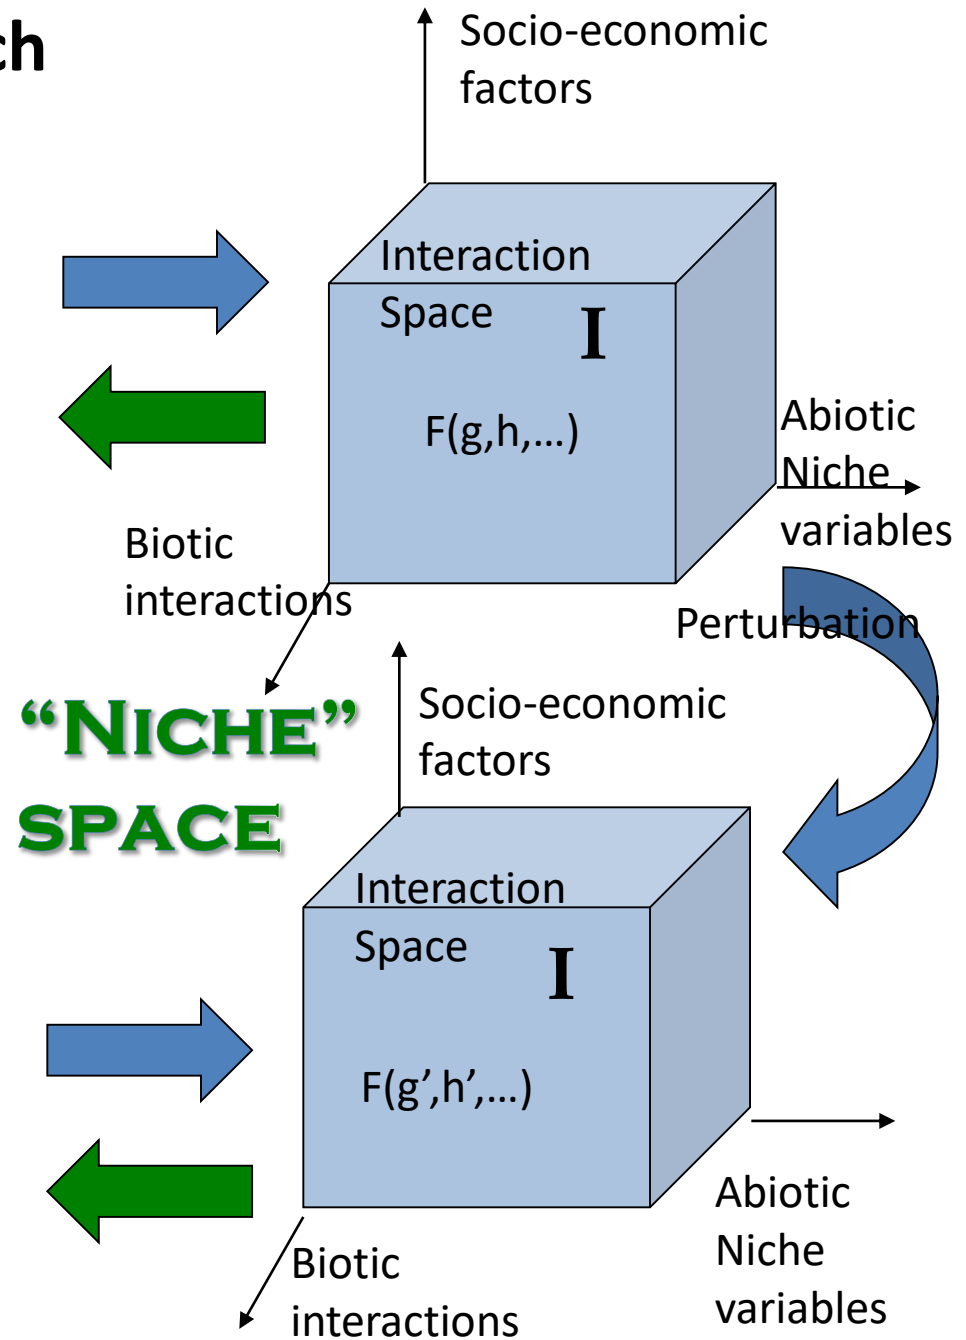 ch
Socio-economic
factors
Interaction
Space
I
F(g,h,...)
Abiotic
Niche
variables
Biotic
interactions
Perturbation
“NICHE”
SPACE
Socio-economic
factors
Interaction
Space
I
F(g’,h’,...)
Abiotic
Niche
variables
Biotic
interactions